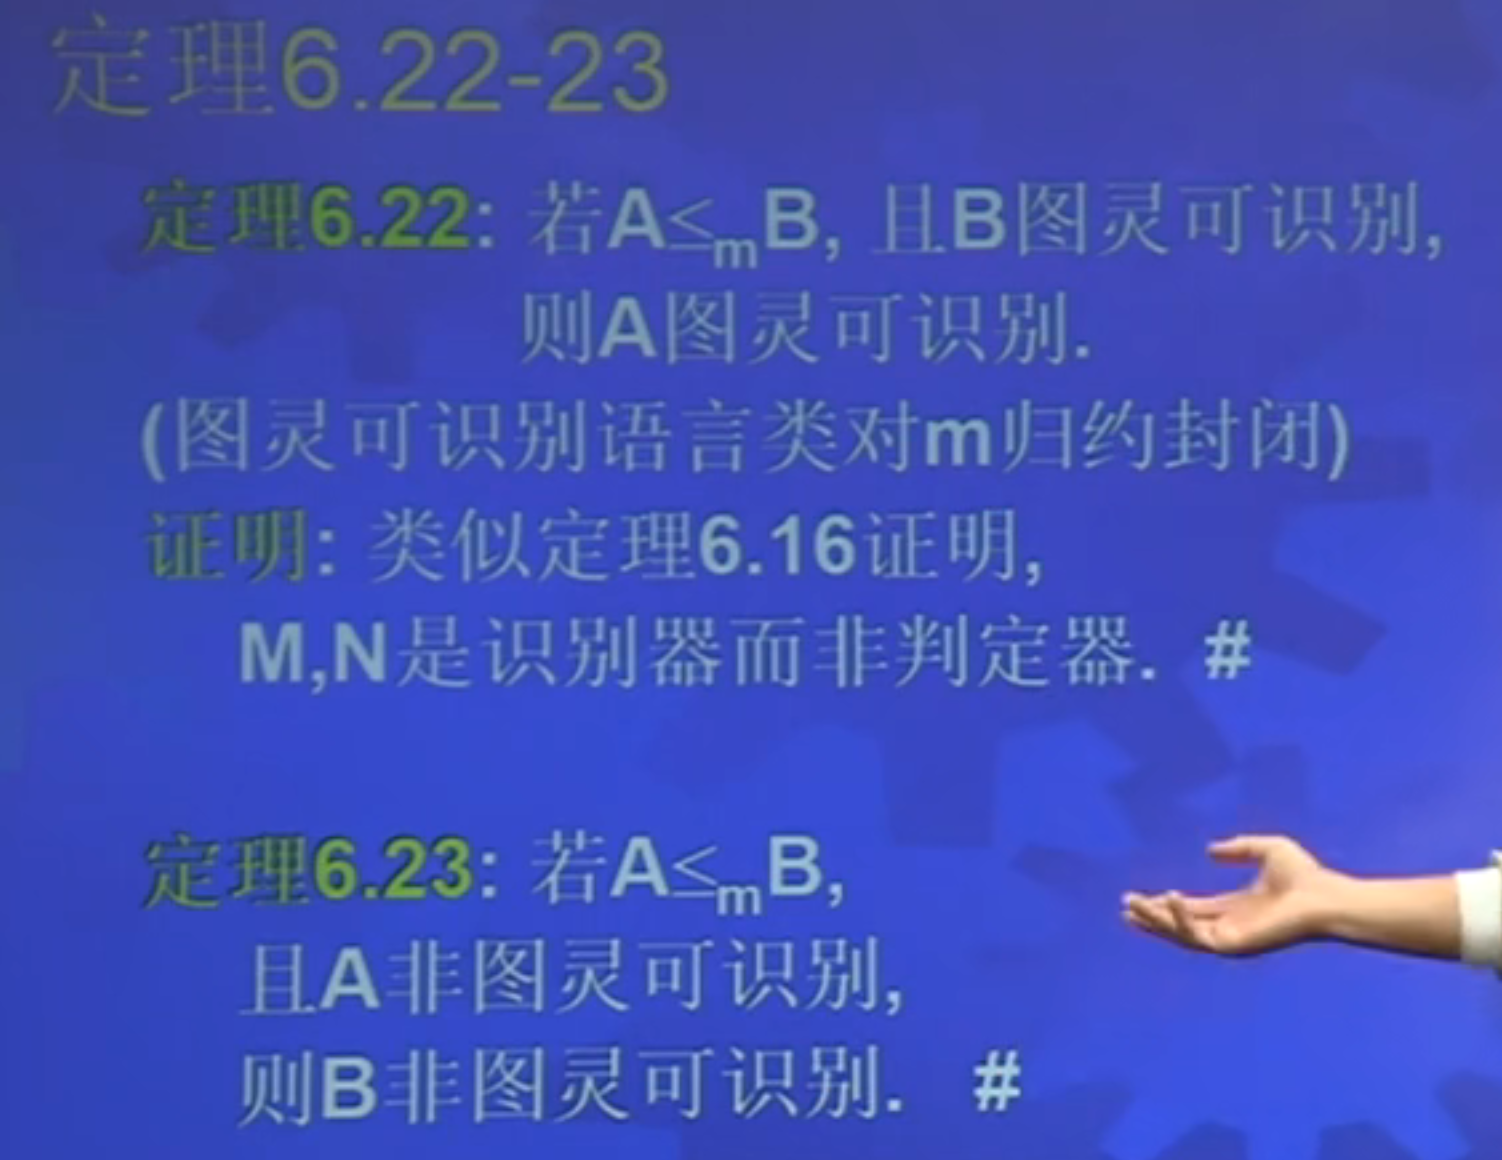 定理6.22-23
定理6.22: 若A≤mB, 且B图灵可识别,
则A图灵可识别.
(图灵可识别语言类对m归约封闭)
证明: 类似定理6.16证明,
M,N是识别器而非判定器. #
定理6.23: 若A≤mB,
且A非图灵可识别,
则B非图灵可识别. #